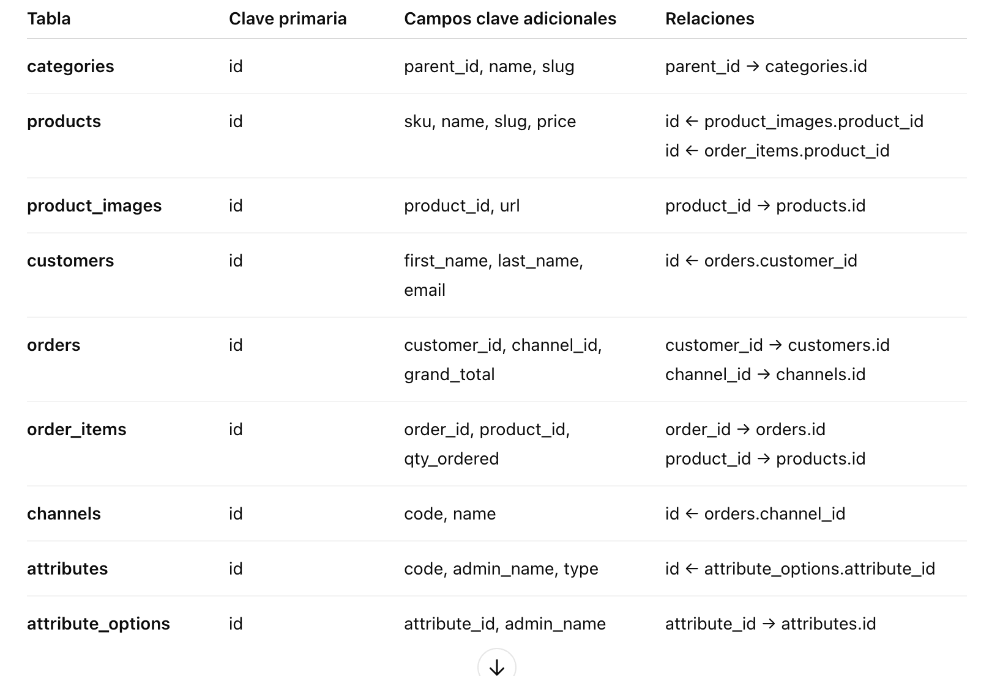 Tabla Clave primaria Campos clave adicionales Relaciones
categories id parent_id, name, slug parent_id → categories.id
products id sku, name, slug, price id ← product_images.product_id
id ← order_items.product_id
product_images id product_id, url product_id → products.id
customers id first_name, last_name, id ← orders.customer_id
email
orders id customer_id, channel_id, customer_id → customers.id
grand_total channel_id → channels.id
order_items id order_id, product_id, order_id → orders.id
qty_ordered product_id → products.id
channels id code, name id ← orders.channel_id
attributes id code, admin_name, type id ← attribute_options.attribute_id
attribute_options id attribute_id, admin_name attribute_id → attributes.id